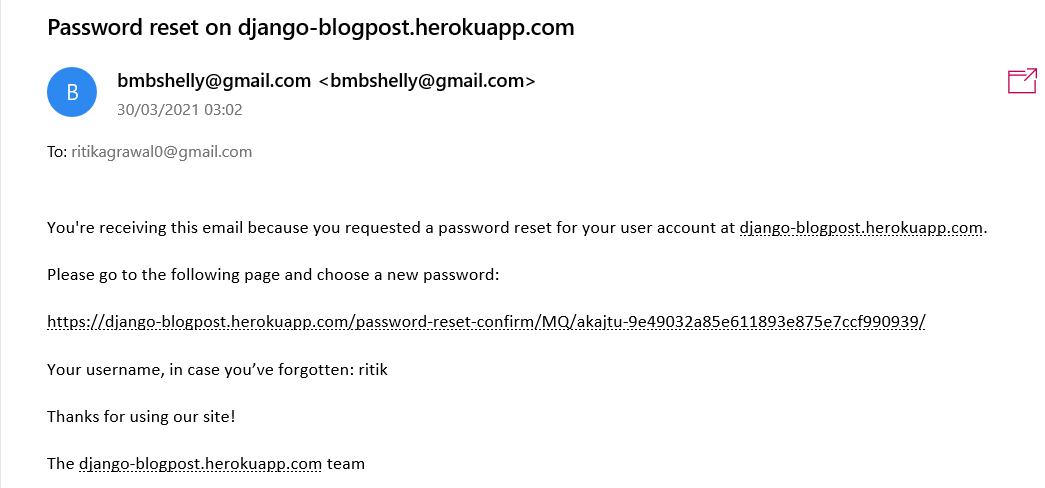 Password reset on django-blogpost.herokuapp.com
B
bmbshelly@gmail.com <bmbshelly@gmail.com>
30/03/2021 03:02
To: ritikagrawal0@gmail.com
You're receiving this email because you requested a password reset for your user account at django-blogpost.herokuapp.com.
Please go to the following page and choose a new password:
https://django-blogpost.herokuapp.com/password-reset-confirm/MQ/akajtu-9e49032a85e611893e875e7ccf990939/
Your username, in case you’ve forgotten: ritik
Thanks for using our site!
The django-blogpost.herokuapp.com team